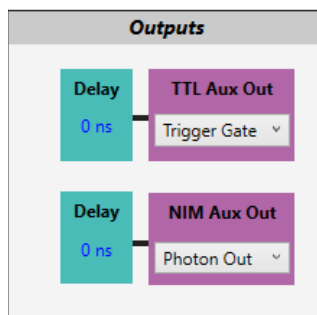 Outputs
Delay
0 ns
TTL Aux Out
Trigger Gate
Delay
0 ns
NIM Aux Out
Photon Out